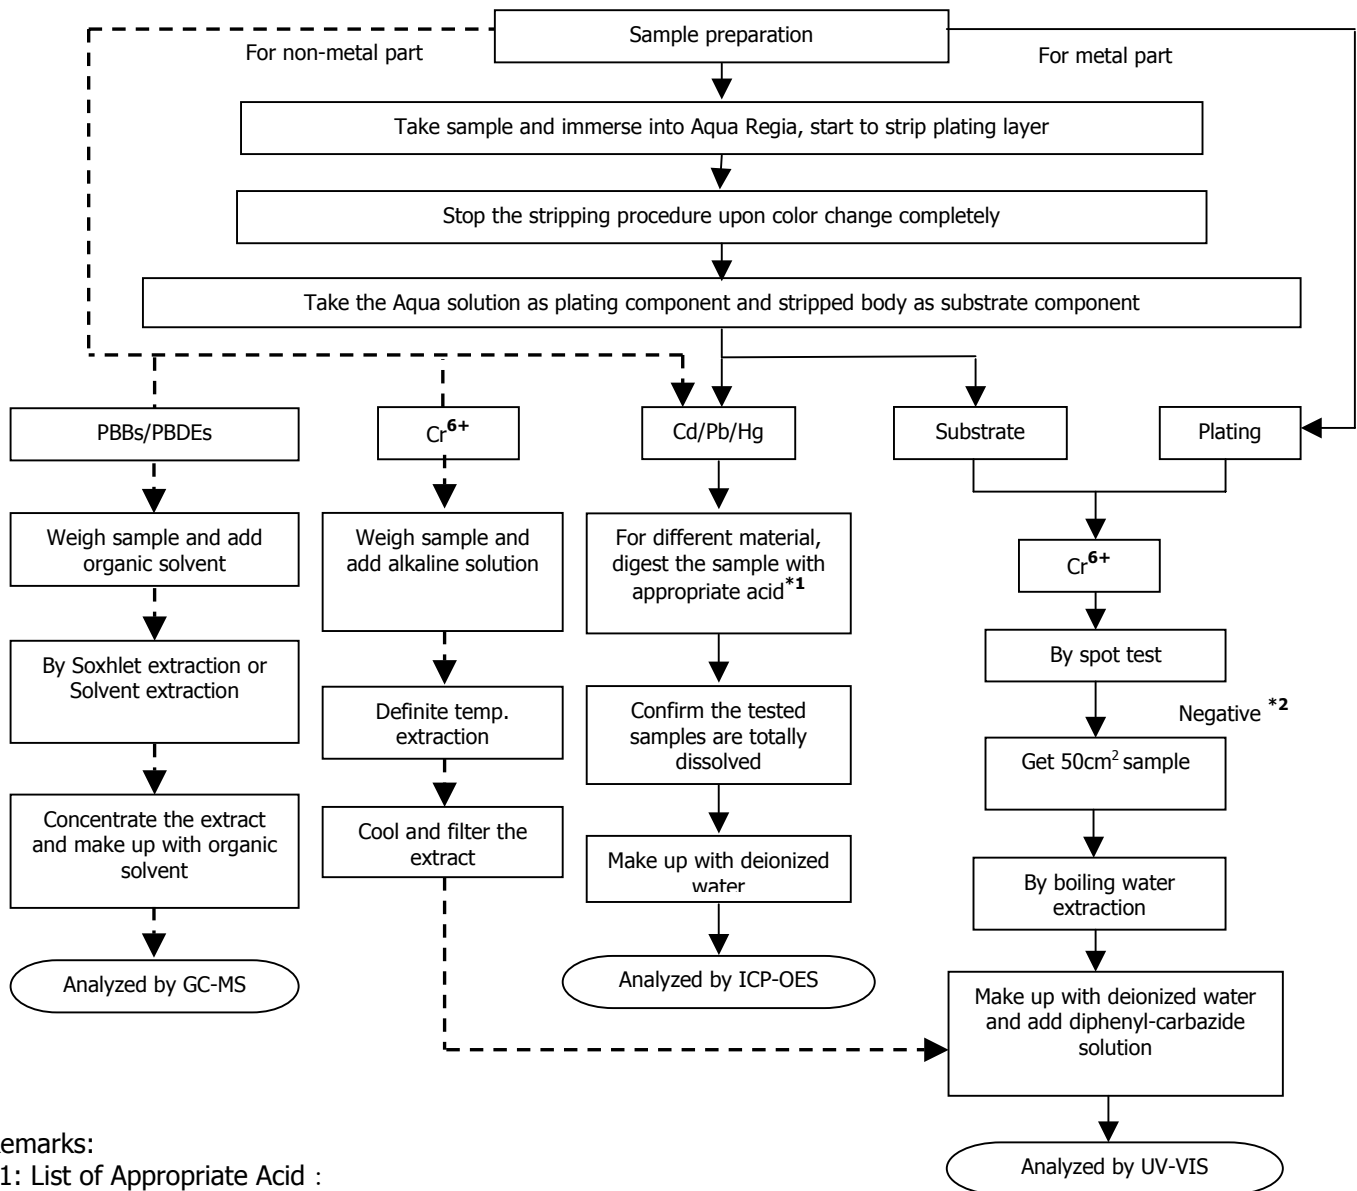 Sample preparation
For non-metal part
For metal part
Take sample and immerse into Aqua Regia, start to strip plating layer
Stop the stripping procedure upon color change completely
Take the Aqua solution as plating component and stripped body as substrate component
PBBs/PBDEs
Cr6+
Cd/Pb/Hg
Substrate
Plating
Weigh sample and add
organic solvent
Weigh sample and
add alkaline solution
For different material,
digest the sample with
appropriate acid*1
Cr6+
By Soxhlet extraction or
Solvent extraction
Definite temp.
extraction
Confirm the tested
samples are totally
dissolved
By spot test
Negative *2
Get 50cm2 sample
Concentrate the extract
and make up with organic
solvent
Cool and filter the
extract
Make up with deionized
water
By boiling water
extraction
Analyzed by GC-MS
Analyzed by ICP-OES
Make up with deionized water
and add diphenyl-carbazide
solution
Analyzed by UV-VIS
emarks:
1: List of Appropriate Acid :